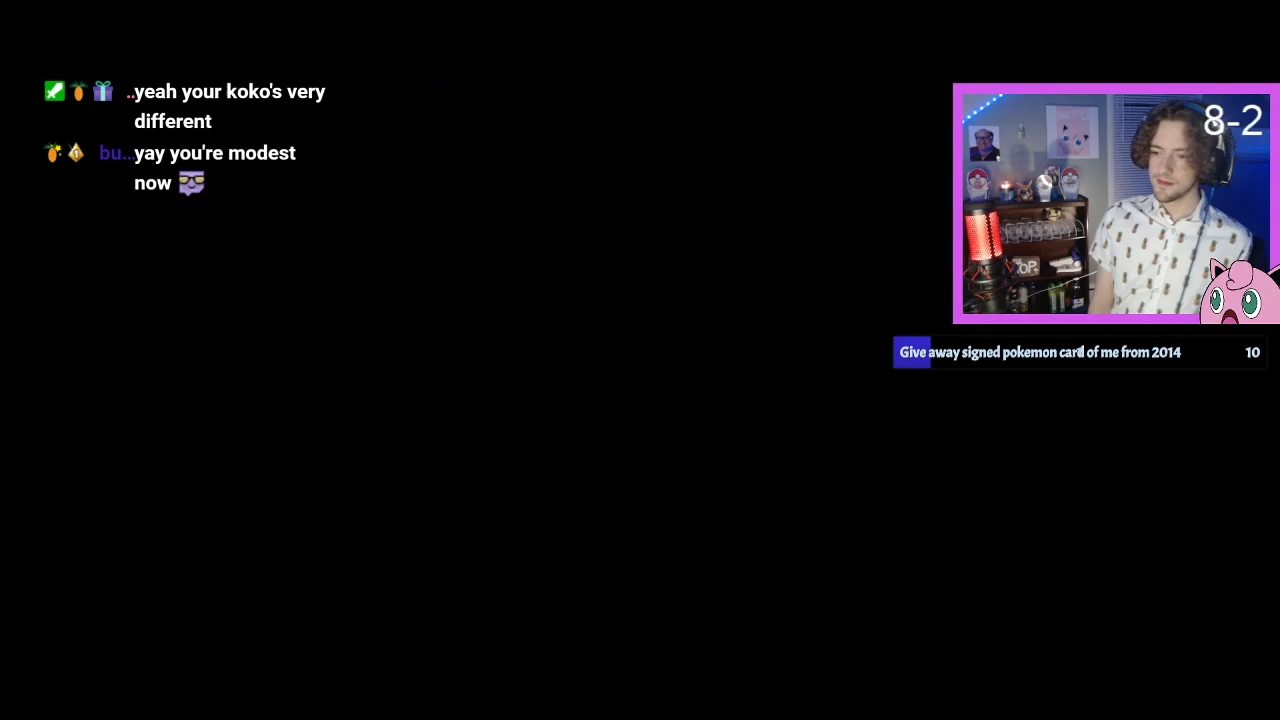 ..yeah your koko's very
different
bu...yay you're modest
now
8-2
Give away signed pokemon card of me from 2014 10